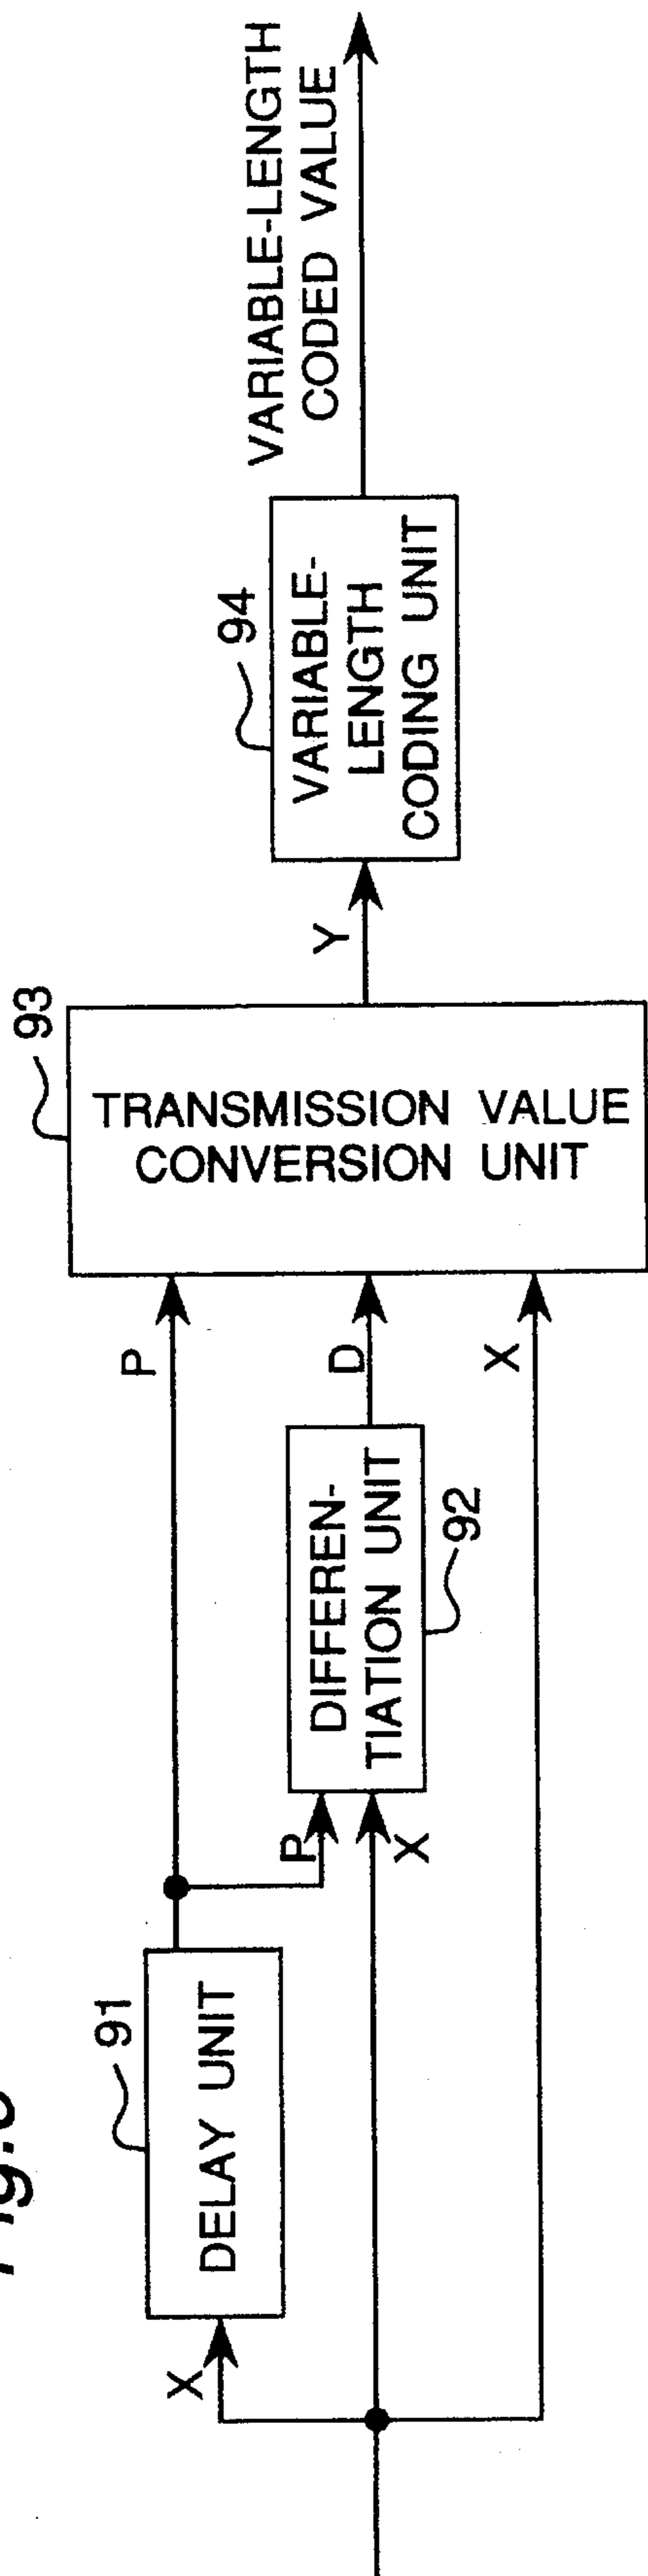 X
91
DELAY UNIT
P
X
DIFFEREN-
TIATION UNIT
92
P
D
X
93
TRANSMISSION VALUE
CONVERSION UNIT
Y
94
VARIABLE-
LENGTH
CODING UNIT
VARIABLE-LENGTH
CODED VALUE